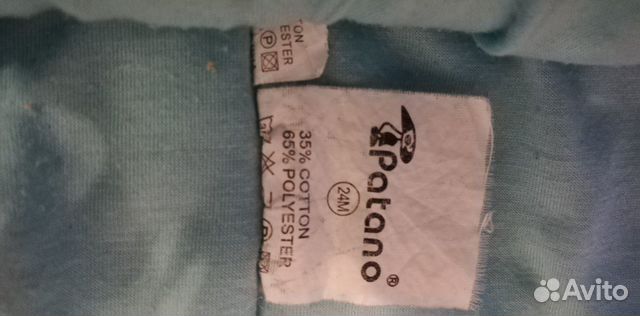 TON
ESTER
P
Patano®
24M
35% COTTON
65% POLYESTER
P
Avito